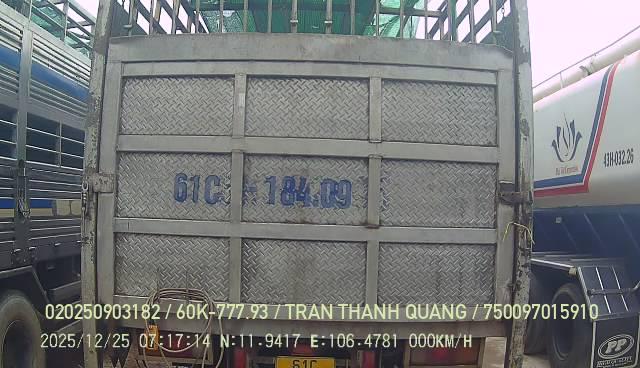 61C-184.09
43H-032.26
020250903182 / 60K-777.93 / TRAN THANH QUANG / 750097015910
2025/12/25 07:17:14 N:11.9417 E:106.4781 000KM/H
61C
PP